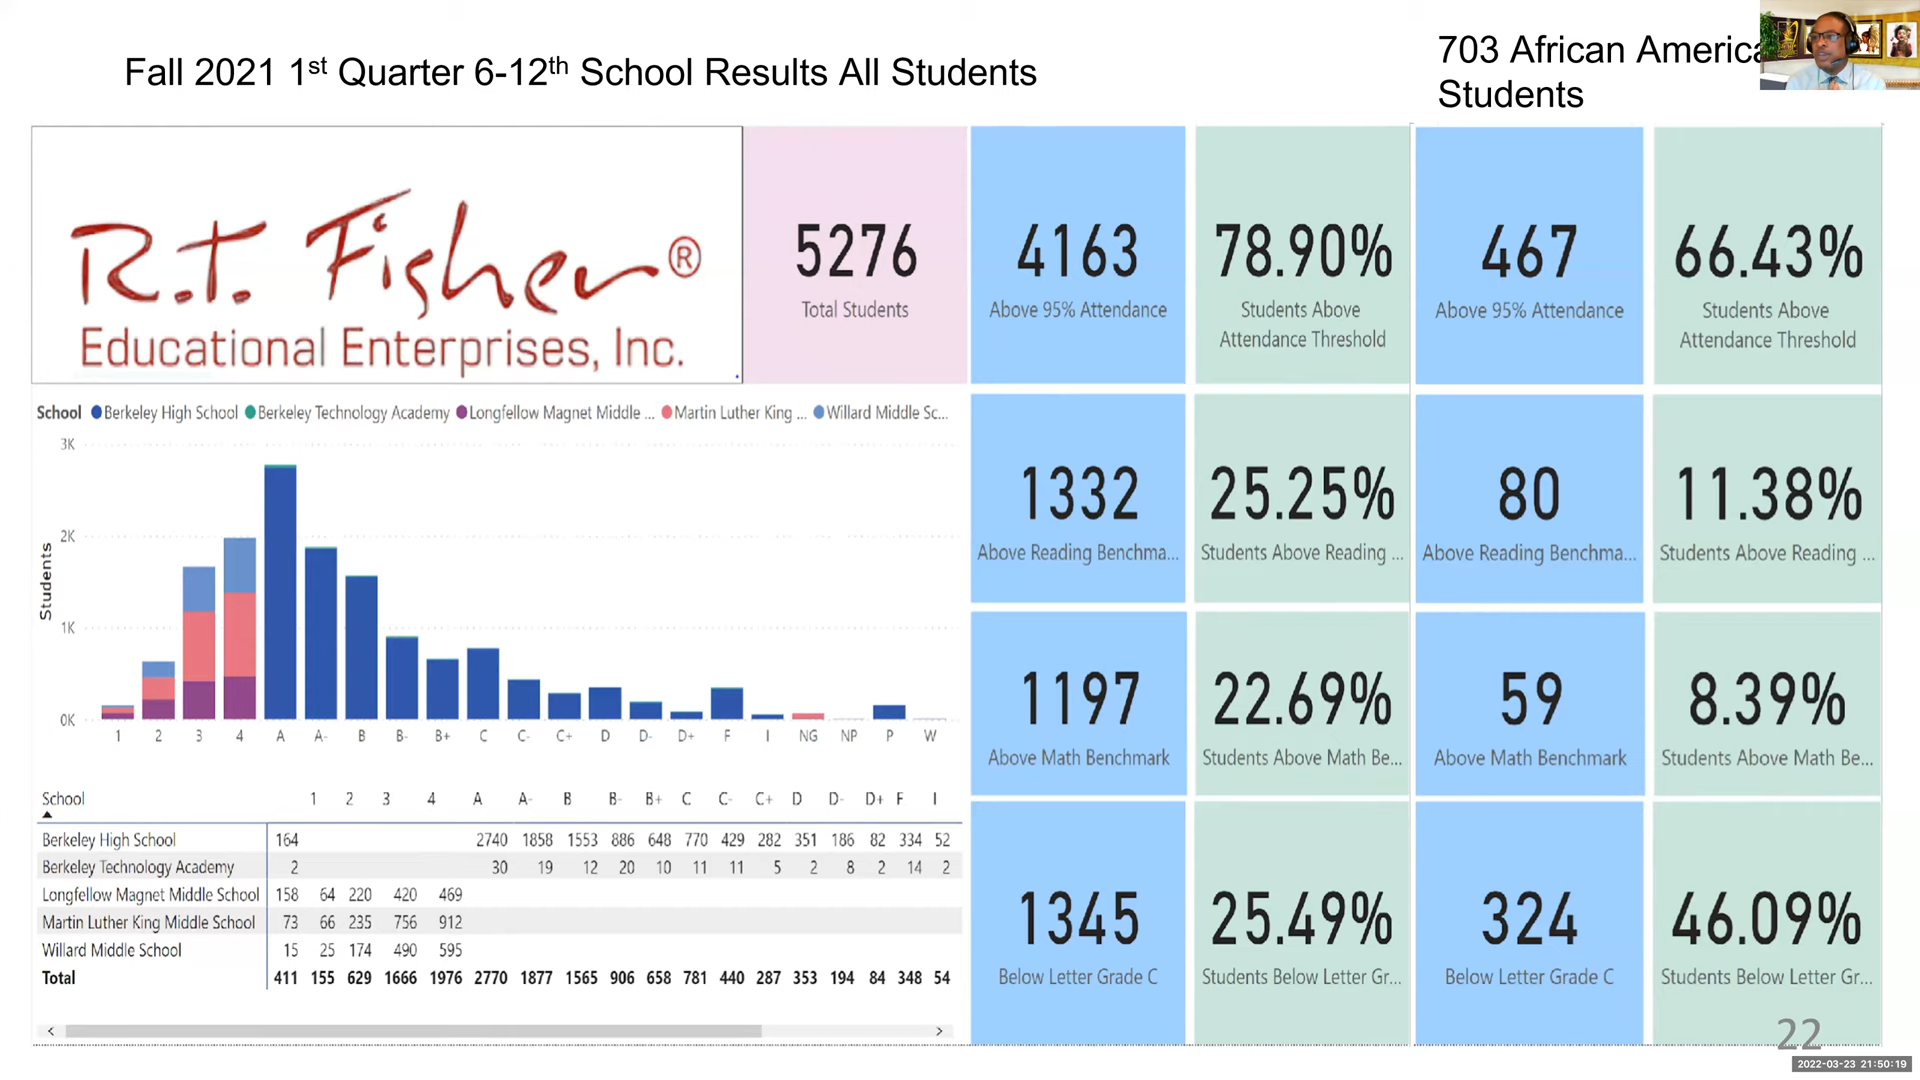 Fall 2021 1st Quarter 6-12th School Results All Students
703 African America
Students
R.T. Fisher®
Educational Enterprises, Inc.
5276
Total Students
4163
Above 95% Attendance
78.90%
Students Above
Attendance Threshold
467
Above 95% Attendance
66.43%
Students Above
Attendance Threshold
School Berkeley High School Berkeley Technology Academy Longfellow Magnet Middle ... Martin Luther King ... Willard Middle Sc...
3K
2K
1K
0K
Students
1 2 3 4 A A- B B- B+ C C- C+ D D- D+ F I NG NP P W
1332
Above Reading Benchma...
25.25%
Students Above Reading ...
80
Above Reading Benchma...
11.38%
Students Above Reading ...
1197
Above Math Benchmark
22.69%
Students Above Math Be...
59
Above Math Benchmark
8.39%
Students Above Math Be...
School 1 2 3 4 A A- B B- B+ C C- C+ D D- D+ F I
Berkeley High School 164 2740 1858 1553 886 648 770 429 282 351 186 82 334 52
Berkeley Technology Academy 2 30 19 12 20 10 11 11 5 2 8 2 14 2
Longfellow Magnet Middle School 158 64 220 420 469
Martin Luther King Middle School 73 66 235 756 912
Willard Middle School 15 25 174 490 595
Total 411 155 629 1666 1976 2770 1877 1565 906 658 781 440 287 353 194 84 348 54
1345
Below Letter Grade C
25.49%
Students Below Letter Gr...
324
Below Letter Grade C
46.09%
Students Below Letter Gr...
22
2022-03-23 21:50:19